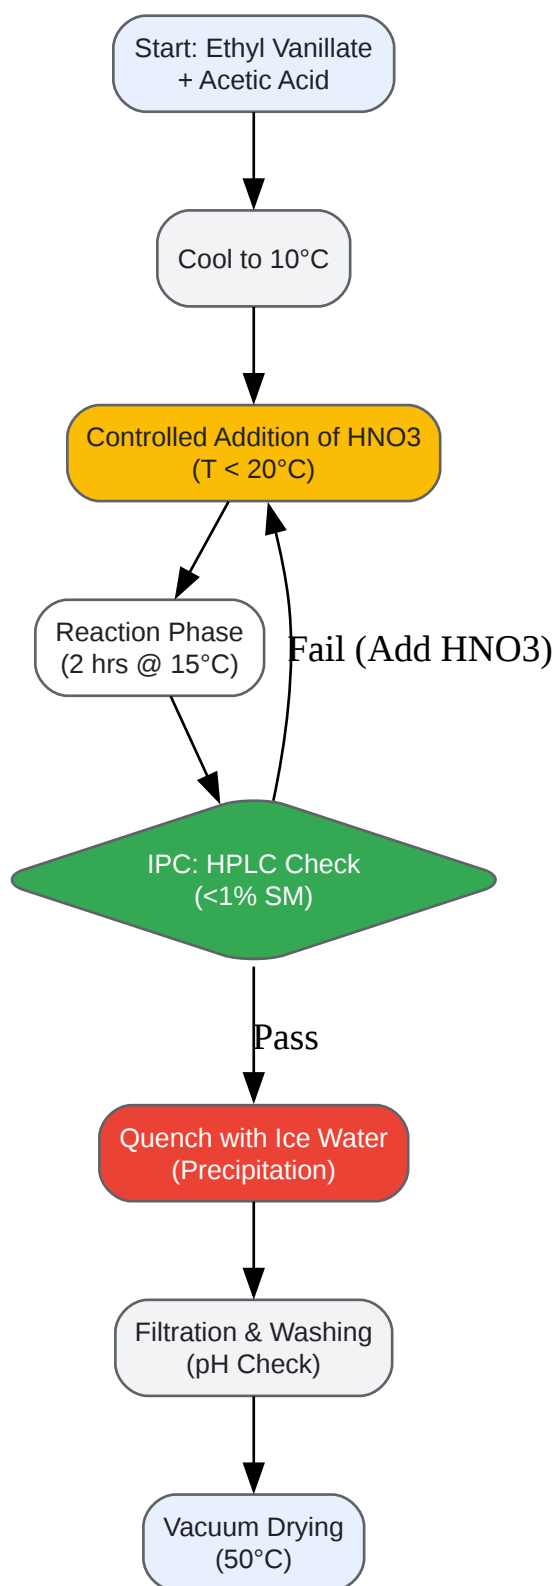 Start: Ethyl Vanillate
+ Acetic Acid
Cool to 10°C
Controlled Addition of HNO3
(T < 20°C)
Reaction Phase
(2 hrs @ 15°C)
Fail (Add HNO3)
IPC: HPLC Check
(<1% SM)
Pass
Quench with Ice Water
(Precipitation)
Filtration & Washing
(pH Check)
Vacuum Drying
(50°C)